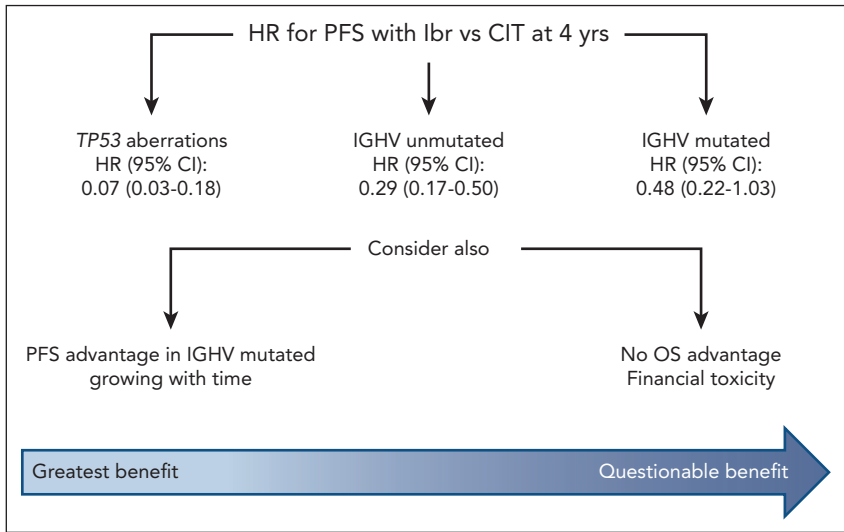 HR for PFS with Ibr vs CIT at 4 yrs
TP53 aberrations
HR (95% CI):
0.07 (0.03-0.18)
IGHV unmutated
HR (95% CI):
0.29 (0.17-0.50)
IGHV mutated
HR (95% CI):
0.48 (0.22-1.03)
Consider also
PFS advantage in IGHV mutated
growing with time
No OS advantage
Financial toxicity
Greatest benefit
Questionable benefit